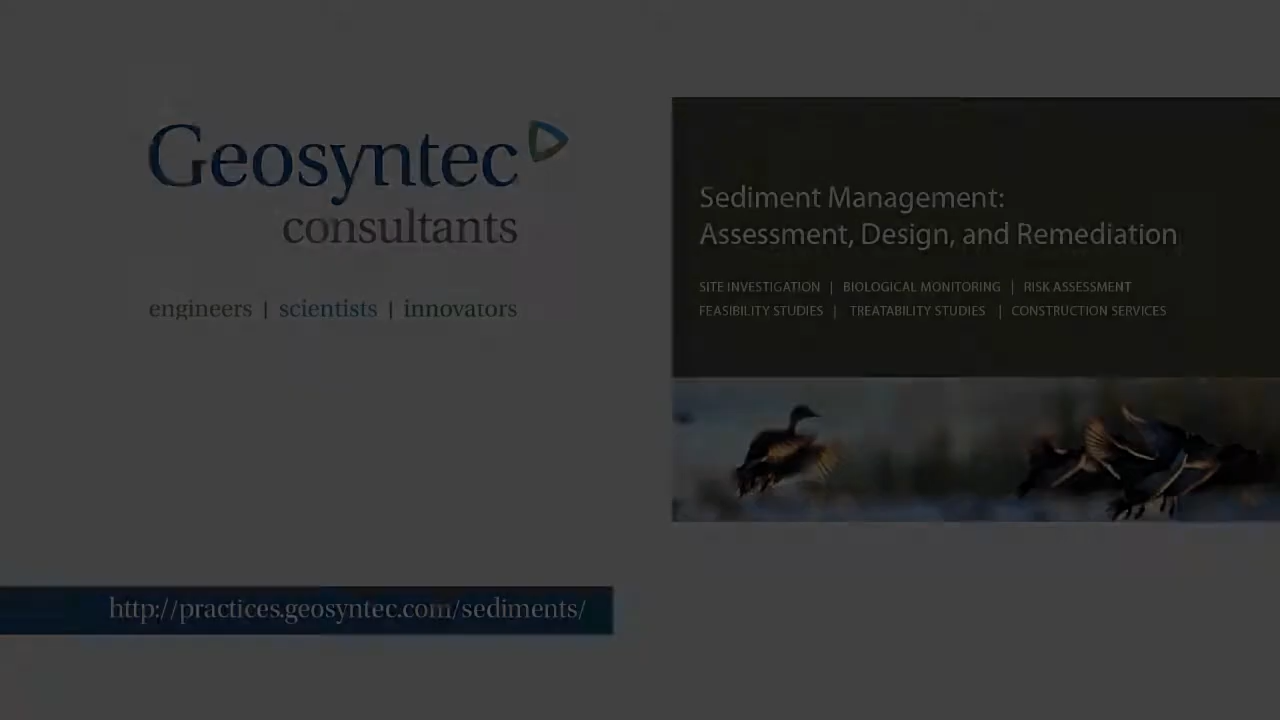 Geosyntec
consultants
engineers | scientists | innovators
Sediment Management:
Assessment, Design, and Remediation
SITE INVESTIGATION | BIOLOGICAL MONITORING | RISK ASSESSMENT
FEASIBILITY STUDIES | TREATABILITY STUDIES | CONSTRUCTION SERVICES
http://practices.geosyntec.com/sediments/